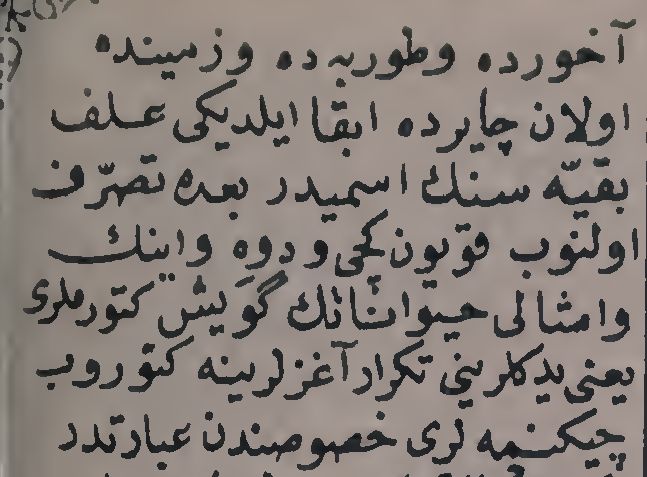 آخورده وطوربه ده وزمینده
اولان چایرده ابقا ایلدیکی علف
بقیّه سنك اسمیدر بعده تصرّف
اولنوب قویون کچی و دوه واینك
وامثالی حیواناتك گویش کتورملری
یعنی یدکلرینی تکرار آغزلرینه کتوروب
چیکنمه لری خصوصندن عبارتدر